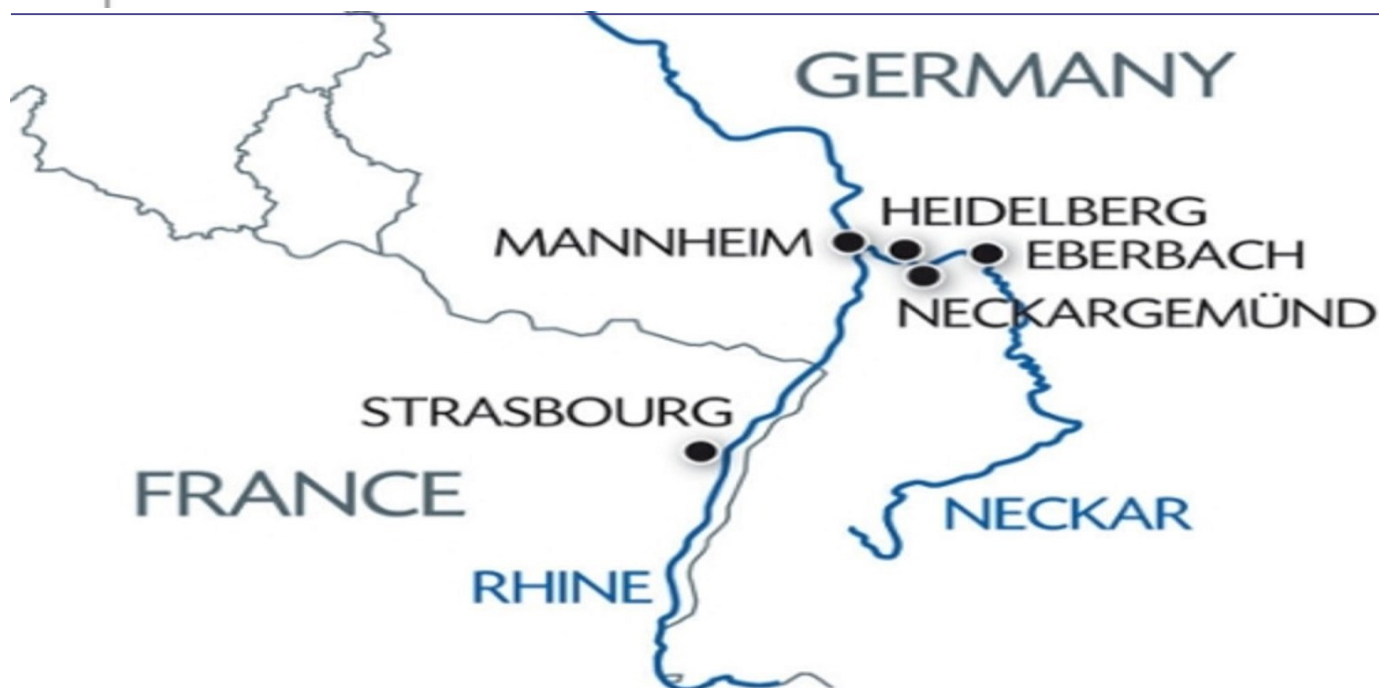 GERMANY
HEIDELBERG
MANNHEIM
EBERBACH
NECKARGEMÜND
STRASBOURG
FRANCE
NECKAR
RHINE